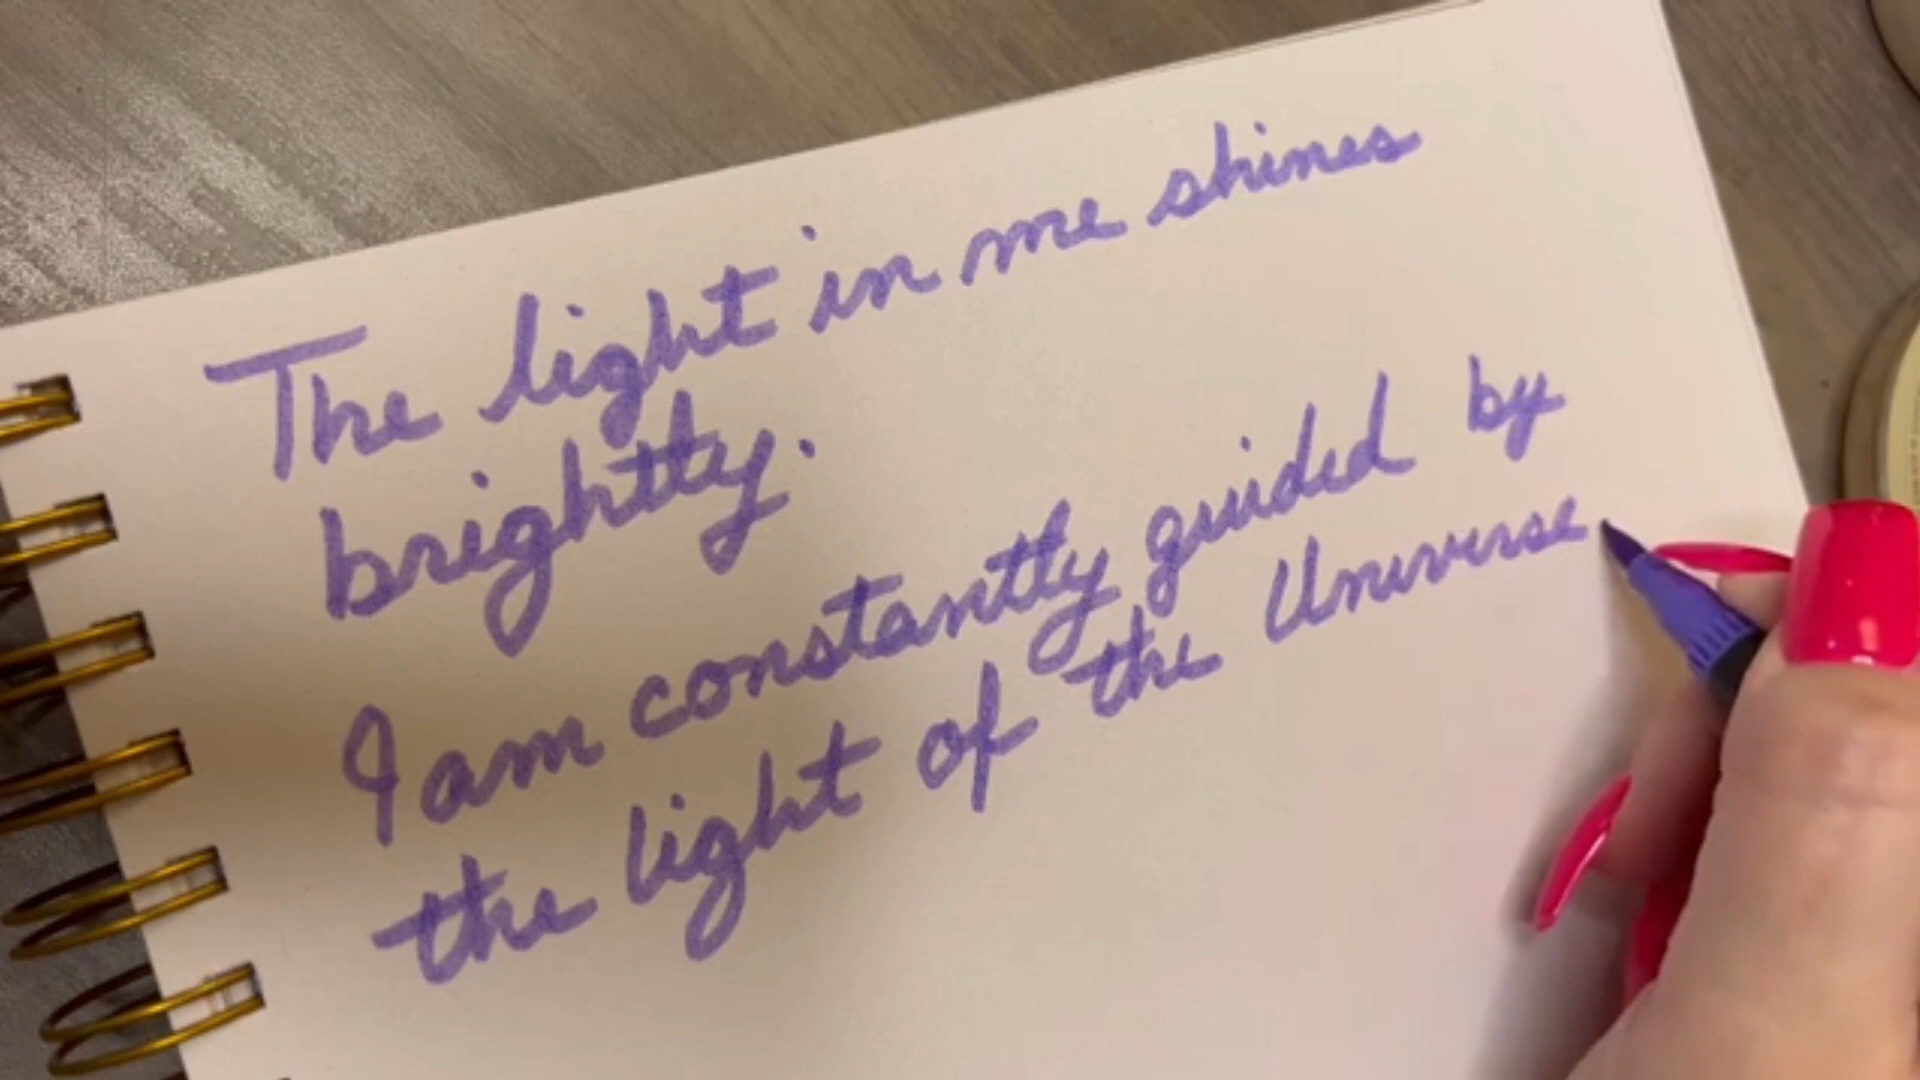 The light in me shines
brightly.
I am constantly guided by
the light of the Universe